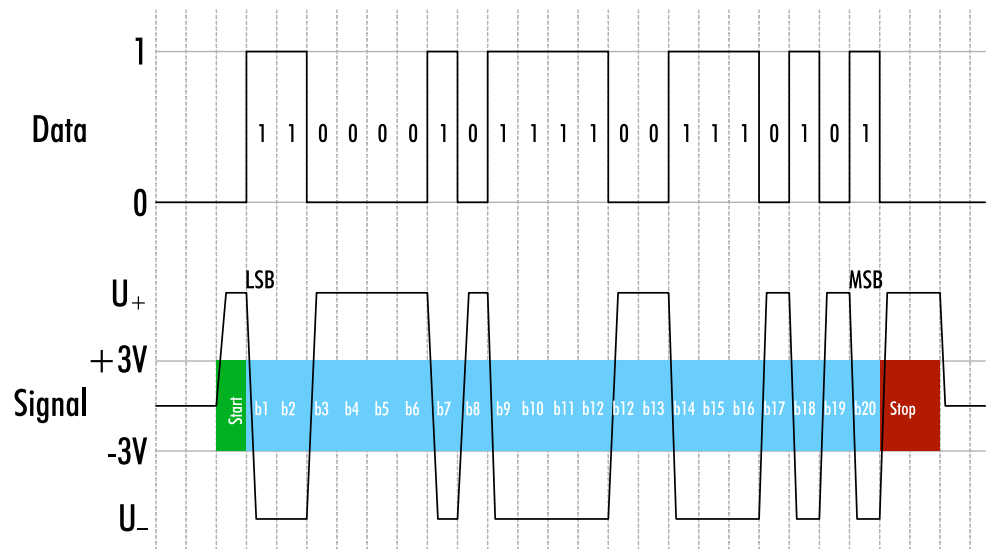 1
Data
1 1 0 0 0 0 1 0 1 1 1 1 0 0 1 1 1 0 1 0 1
0
LSB
MSB
U+
+3V
Signal
Start b1 b2 b3 b4 b5 b6 b7 b8 b9 b10 b11 b12 b12 b13 b14 b15 b16 b17 b18 b19 b20 Stop
-3V
U−